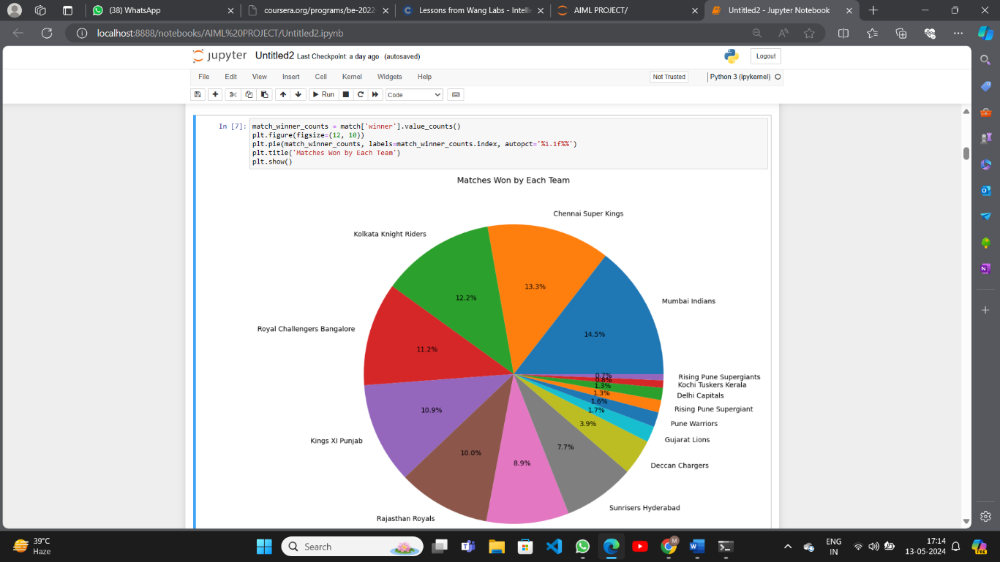 (38) WhatsApp
coursera.org/programs/be-2022-
Lessons from Wang Labs - Intelle
AIML PROJECT/
Untitled2 - Jupyter Notebook
localhost:8888/notebooks/AIML%20PROJECT/Untitled2.ipynb
jupyter Untitled2 Last Checkpoint: a day ago (autosaved)
Logout
File Edit View Insert Cell Kernel Widgets Help
Not Trusted
Python 3 (ipykernel)
Run
Code
In [7]:
match_winner_counts = match['winner'].value_counts()
plt.figure(figsize=(12, 10))
plt.pie(match_winner_counts, labels=match_winner_counts.index, autopct='%1.1f%%')
plt.title('Matches Won by Each Team')
plt.show()
Matches Won by Each Team
Chennai Super Kings
Kolkata Knight Riders
13.3%
12.2%
Mumbai Indians
Royal Challengers Bangalore
14.5%
11.2%
0.7%
Rising Pune Supergiants
0.8%
Kochi Tuskers Kerala
1.3%
Delhi Capitals
1.3%
1.6%
Rising Pune Supergiant
10.9%
1.7%
3.9%
Pune Warriors
Gujarat Lions
Kings XI Punjab
7.7%
10.0%
8.9%
Deccan Chargers
Sunrisers Hyderabad
Rajasthan Royals
39°C
Haze
Search
ENG
IN
17:14
13-05-2024